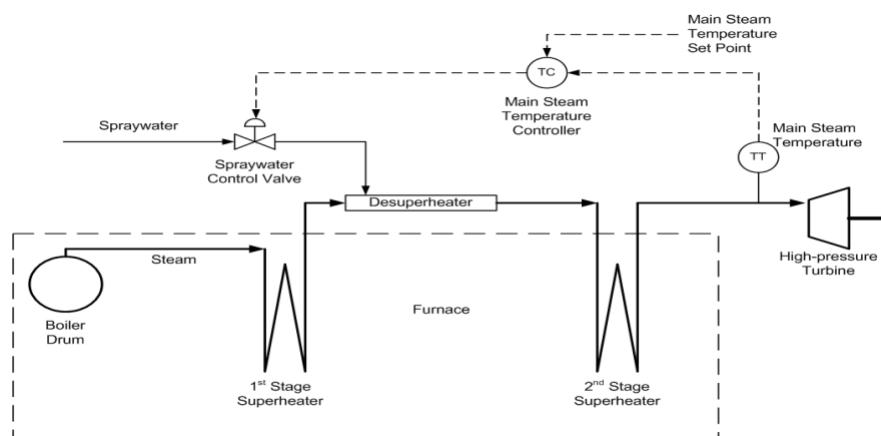 Main Steam
Temperature
Set Point
TC
Main Steam
Temperature
Controller
Main Steam
Temperature
TT
Spraywater
Spraywater
Control Valve
Desuperheater
High-pressure
Turbine
Steam
Boiler
Drum
Furnace
1st Stage
Superheater
2nd Stage
Superheater